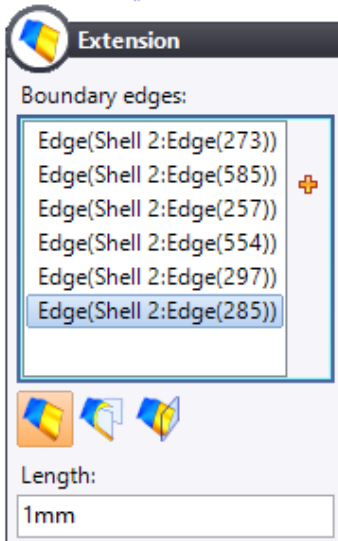 Extension
Boundary edges:
Edge(Shell 2:Edge(273))
Edge(Shell 2:Edge(585))
Edge(Shell 2:Edge(257))
Edge(Shell 2:Edge(554))
Edge(Shell 2:Edge(297))
Edge(Shell 2:Edge(285))
Length:
1mm